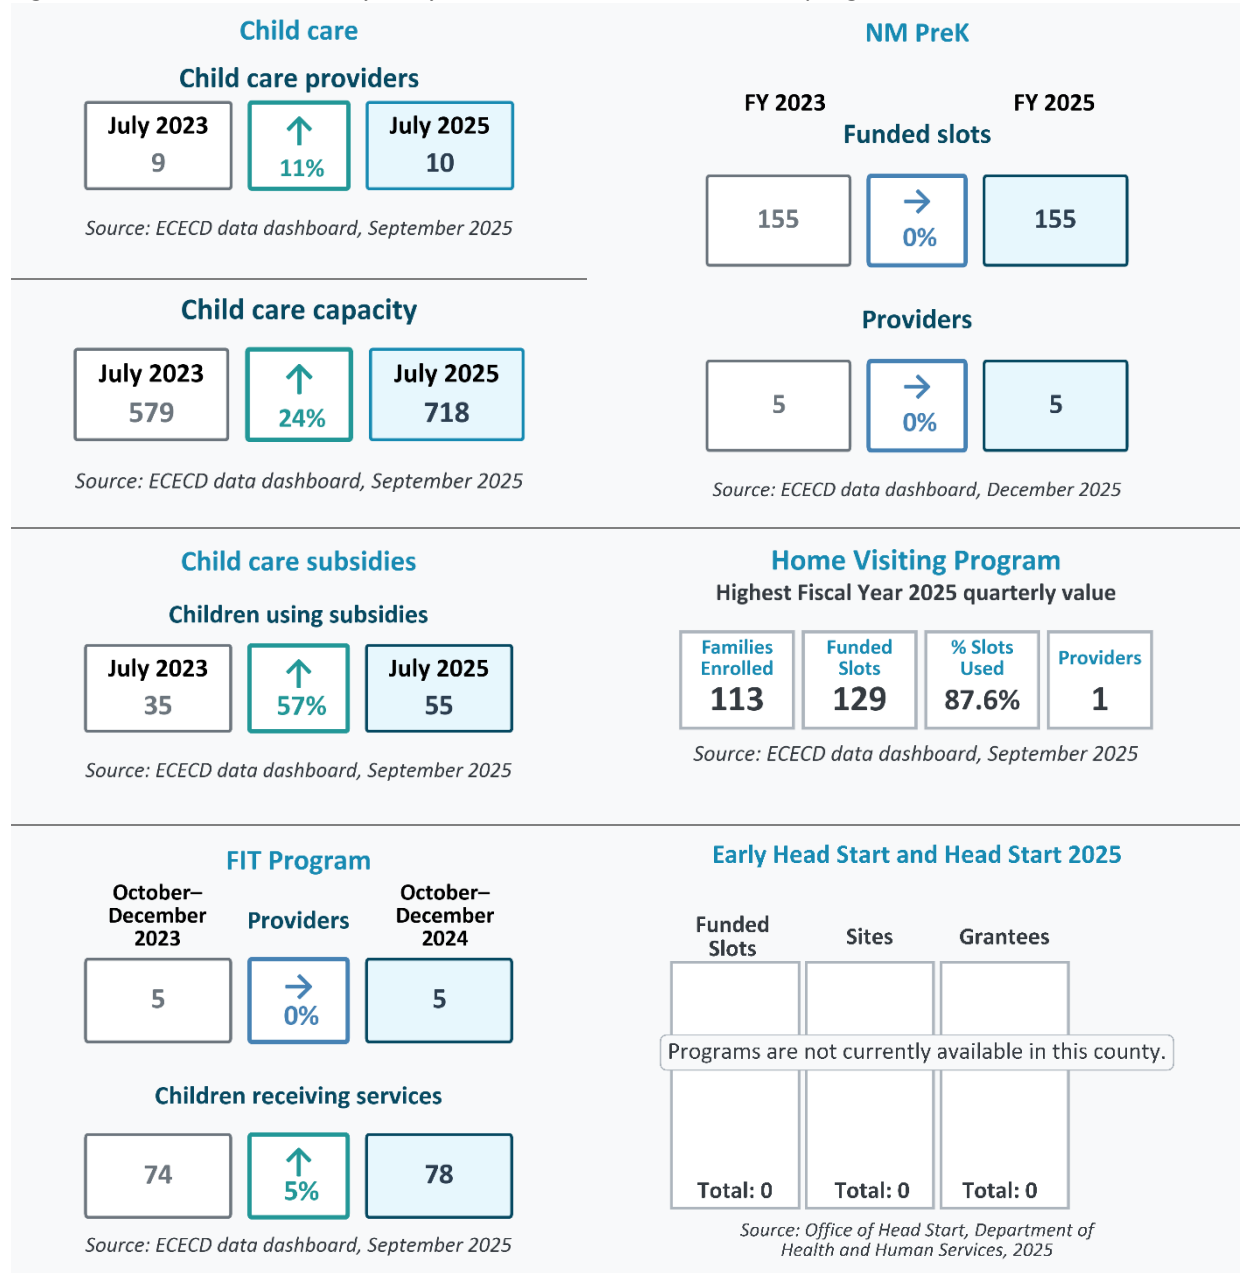 Child care
Child care providers
July 2023
9
↑
11%
July 2025
10
Source: ECECD data dashboard, September 2025
Child care capacity
July 2023
579
↑
24%
July 2025
718
Source: ECECD data dashboard, September 2025
NM PreK
FY 2023
FY 2025
Funded slots
155
→
0%
155
Providers
5
→
0%
5
Source: ECECD data dashboard, December 2025
Child care subsidies
Children using subsidies
July 2023
35
↑
57%
July 2025
55
Source: ECECD data dashboard, September 2025
Home Visiting Program
Highest Fiscal Year 2025 quarterly value
Families
Enrolled
113
Funded
Slots
129
% Slots
Used
87.6%
Providers
1
Source: ECECD data dashboard, September 2025
FIT Program
October–
December
2023
Providers
October–
December
2024
5
→
0%
5
Children receiving services
74
↑
5%
78
Source: ECECD data dashboard, September 2025
Early Head Start and Head Start 2025
Funded
Slots
Sites
Grantees
Programs are not currently available in this county.
Total: 0
Total: 0
Total: 0
Source: Office of Head Start, Department of
Health and Human Services, 2025